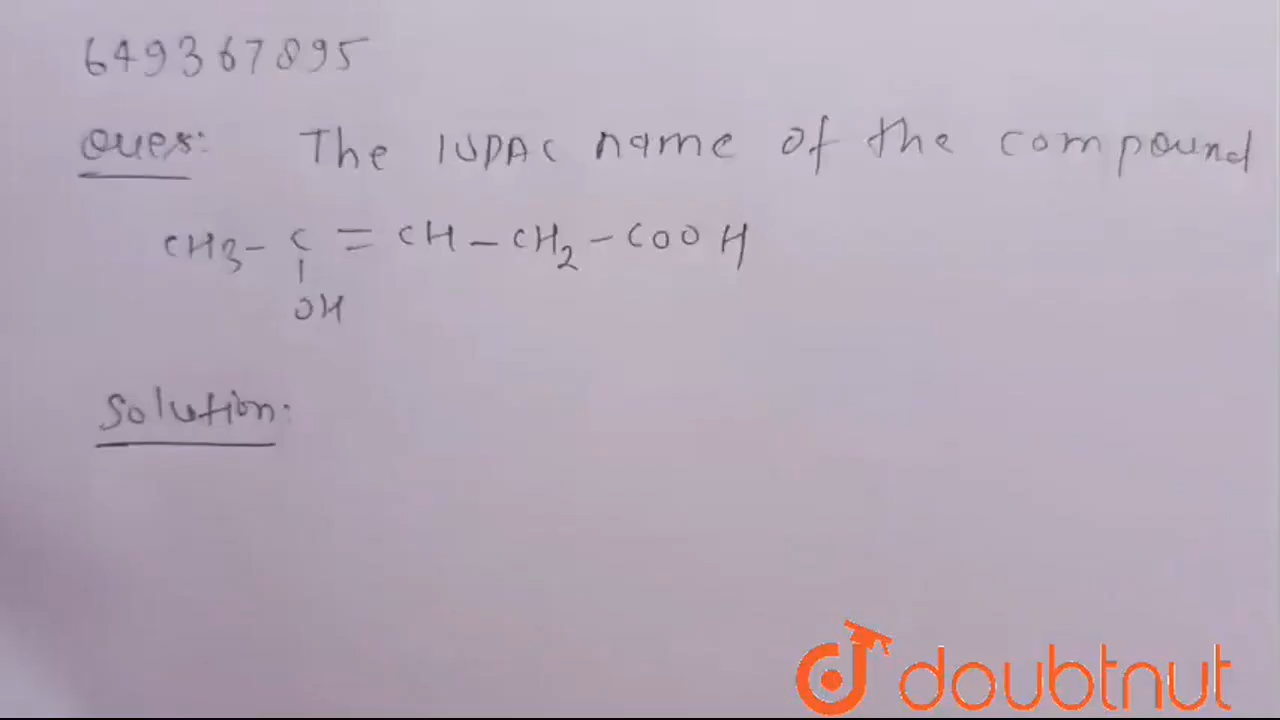 649367895
Ques: The IUPAC name of the compound
CH3-C=CH-CH2-COOH
OH
Solution:
doubtnut